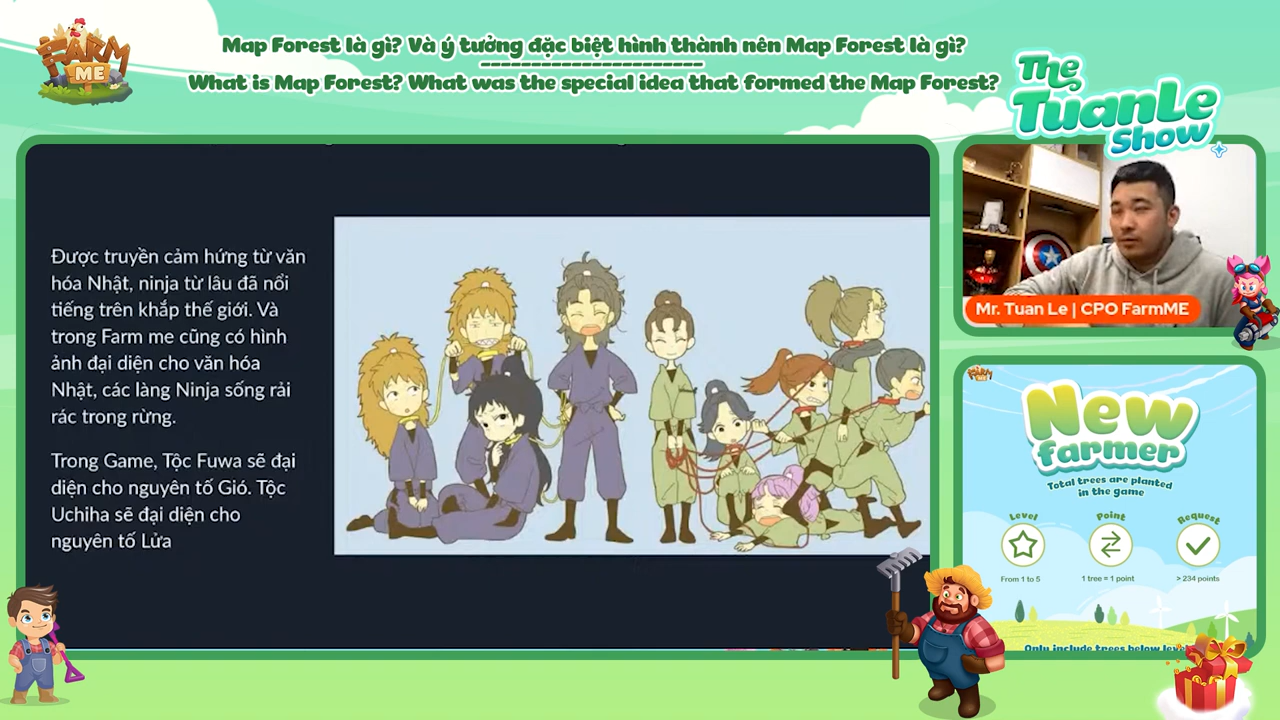 FARM
ME
Map Forest là gì? Và ý tưởng đặc biệt hình thành nên Map Forest là gì?
What is Map Forest? What was the special idea that formed the Map Forest?
The
TuanLe
Show
Được truyền cảm hứng từ văn
hóa Nhật, ninja từ lâu đã nổi
tiếng trên khắp thế giới. Và
trong Farm me cũng có hình
ảnh đại diện cho văn hóa
Nhật, các làng Ninja sống rải
rác trong rừng.
Trong Game, Tộc Fuwa sẽ đại
diện cho nguyên tố Gió. Tộc
Uchiha sẽ đại diện cho
nguyên tố Lửa
Mr. Tuan Le | CPO FarmME
New
farmer
Total trees are planted
in the game
Level
Point
Request
From 1 to 5
1 tree = 1 point
> 234 points
Only include trees below